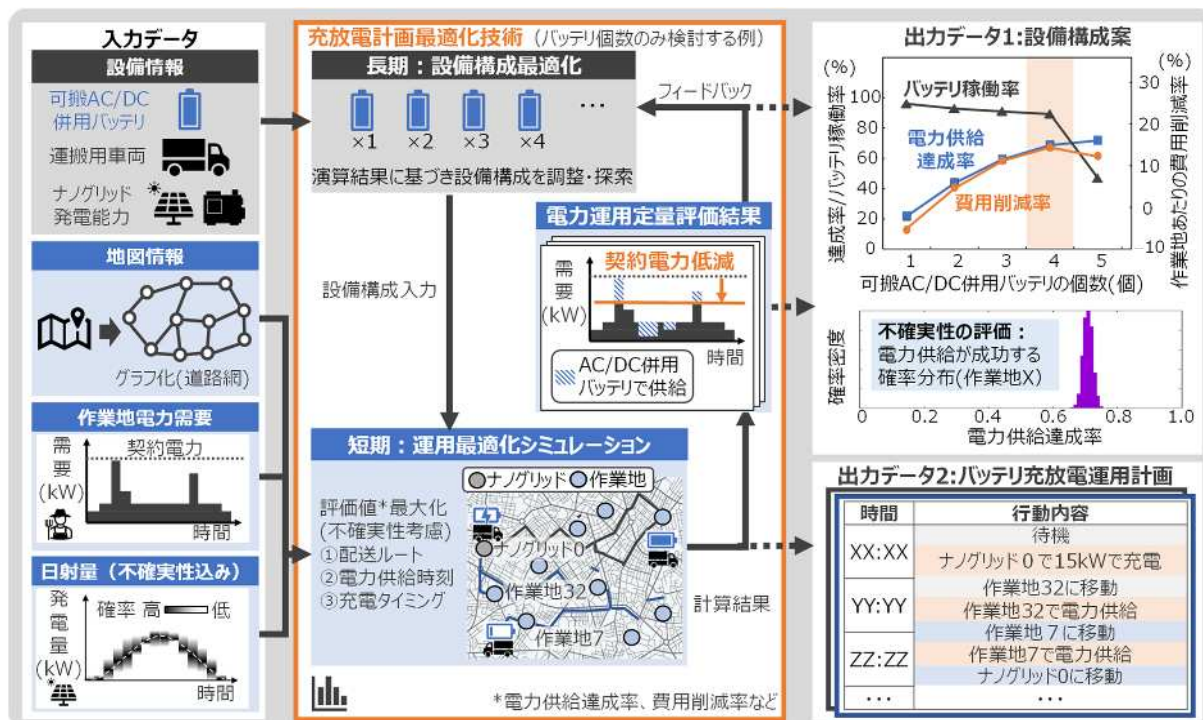 入力データ
設備情報
可搬AC/DC
併用バッテリ
運搬用車両
ナノグリッド
発電能力
地図情報
グラフ化(道路網)
作業地電力需要
需要
(kW)
契約電力
時間
日射量（不確実性込み）
発電量
(kW)
確率 高 低
時間
充放電計画最適化技術（バッテリ個数のみ検討する例）
長期：設備構成最適化
×1 ×2 ×3 ×4 …
演算結果に基づき設備構成を調整・探索
フィードバック
設備構成入力
電力運用定量評価結果
需要
(kW)
契約電力低減
時間
AC/DC併用
バッテリで供給
短期：運用最適化シミュレーション
評価値*最大化
(不確実性考慮)
①配送ルート
②電力供給時刻
③充電タイミング
ナノグリッド 作業地
ナノグリッド0
作業地32
作業地7
計算結果
*電力供給達成率、費用削減率など
出力データ1:設備構成案
(%)
(%)
達成率/バッテリ稼働率
100
80
60
40
20
0
バッテリ稼働率
電力供給
達成率
費用削減率
30
20
10
0
10
作業地あたりの費用削減率
1 2 3 4 5
可搬AC/DC併用バッテリの個数(個)
確率密度
不確実性の評価：
電力供給が成功する
確率分布(作業地X)
0 0.2 0.4 0.6 0.8 1.0
電力供給達成率
出力データ2:バッテリ充放電運用計画
時間 行動内容
XX:XX
待機
ナノグリッド0で15kWで充電
YY:YY
作業地32に移動
作業地32で電力供給
作業地7に移動
ZZ:ZZ
作業地7で電力供給
ナノグリッド0に移動
… …